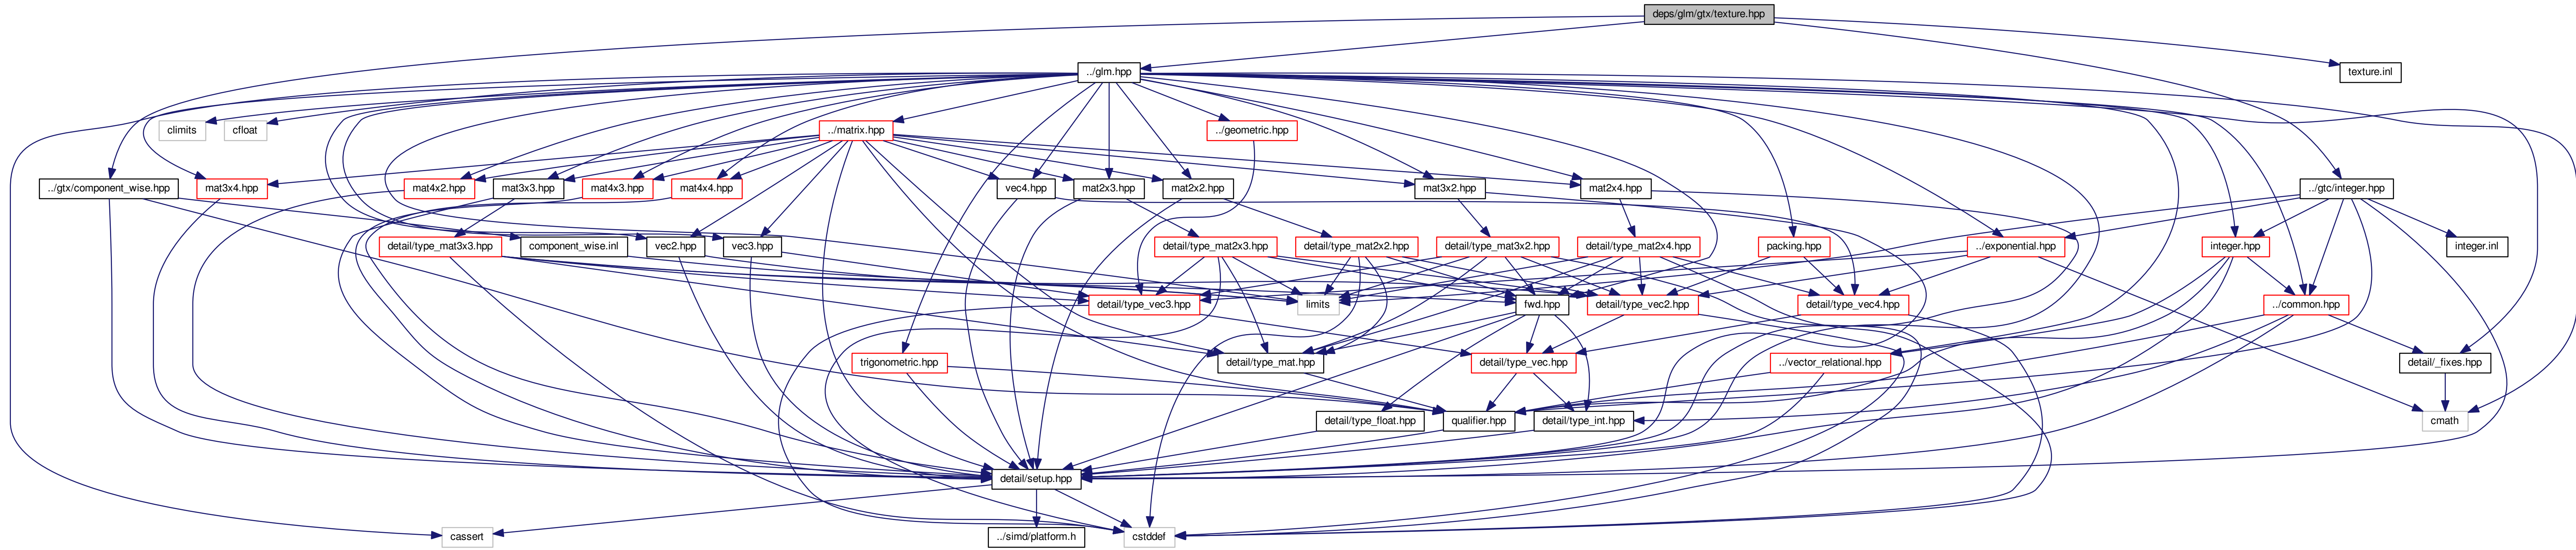 deps/glm/gtx/texture.hpp
../glm.hpp
texture.inl
climits
cfloat
../matrix.hpp
../geometric.hpp
../gtx/component_wise.hpp
mat3x4.hpp
mat4x2.hpp
mat3x3.hpp
mat4x3.hpp
mat4x4.hpp
vec4.hpp
mat2x3.hpp
mat2x2.hpp
mat3x2.hpp
mat2x4.hpp
../gtc/integer.hpp
detail/type_mat3x3.hpp
component_wise.inl
vec2.hpp
vec3.hpp
detail/type_mat2x3.hpp
detail/type_mat2x2.hpp
detail/type_mat3x2.hpp
detail/type_mat2x4.hpp
packing.hpp
../exponential.hpp
integer.hpp
integer.inl
detail/type_vec3.hpp
limits
fwd.hpp
detail/type_vec2.hpp
detail/type_vec4.hpp
../common.hpp
trigonometric.hpp
detail/type_mat.hpp
detail/type_vec.hpp
../vector_relational.hpp
detail/_fixes.hpp
detail/type_float.hpp
qualifier.hpp
detail/type_int.hpp
cmath
detail/setup.hpp
cassert
../simd/platform.h
cstddef